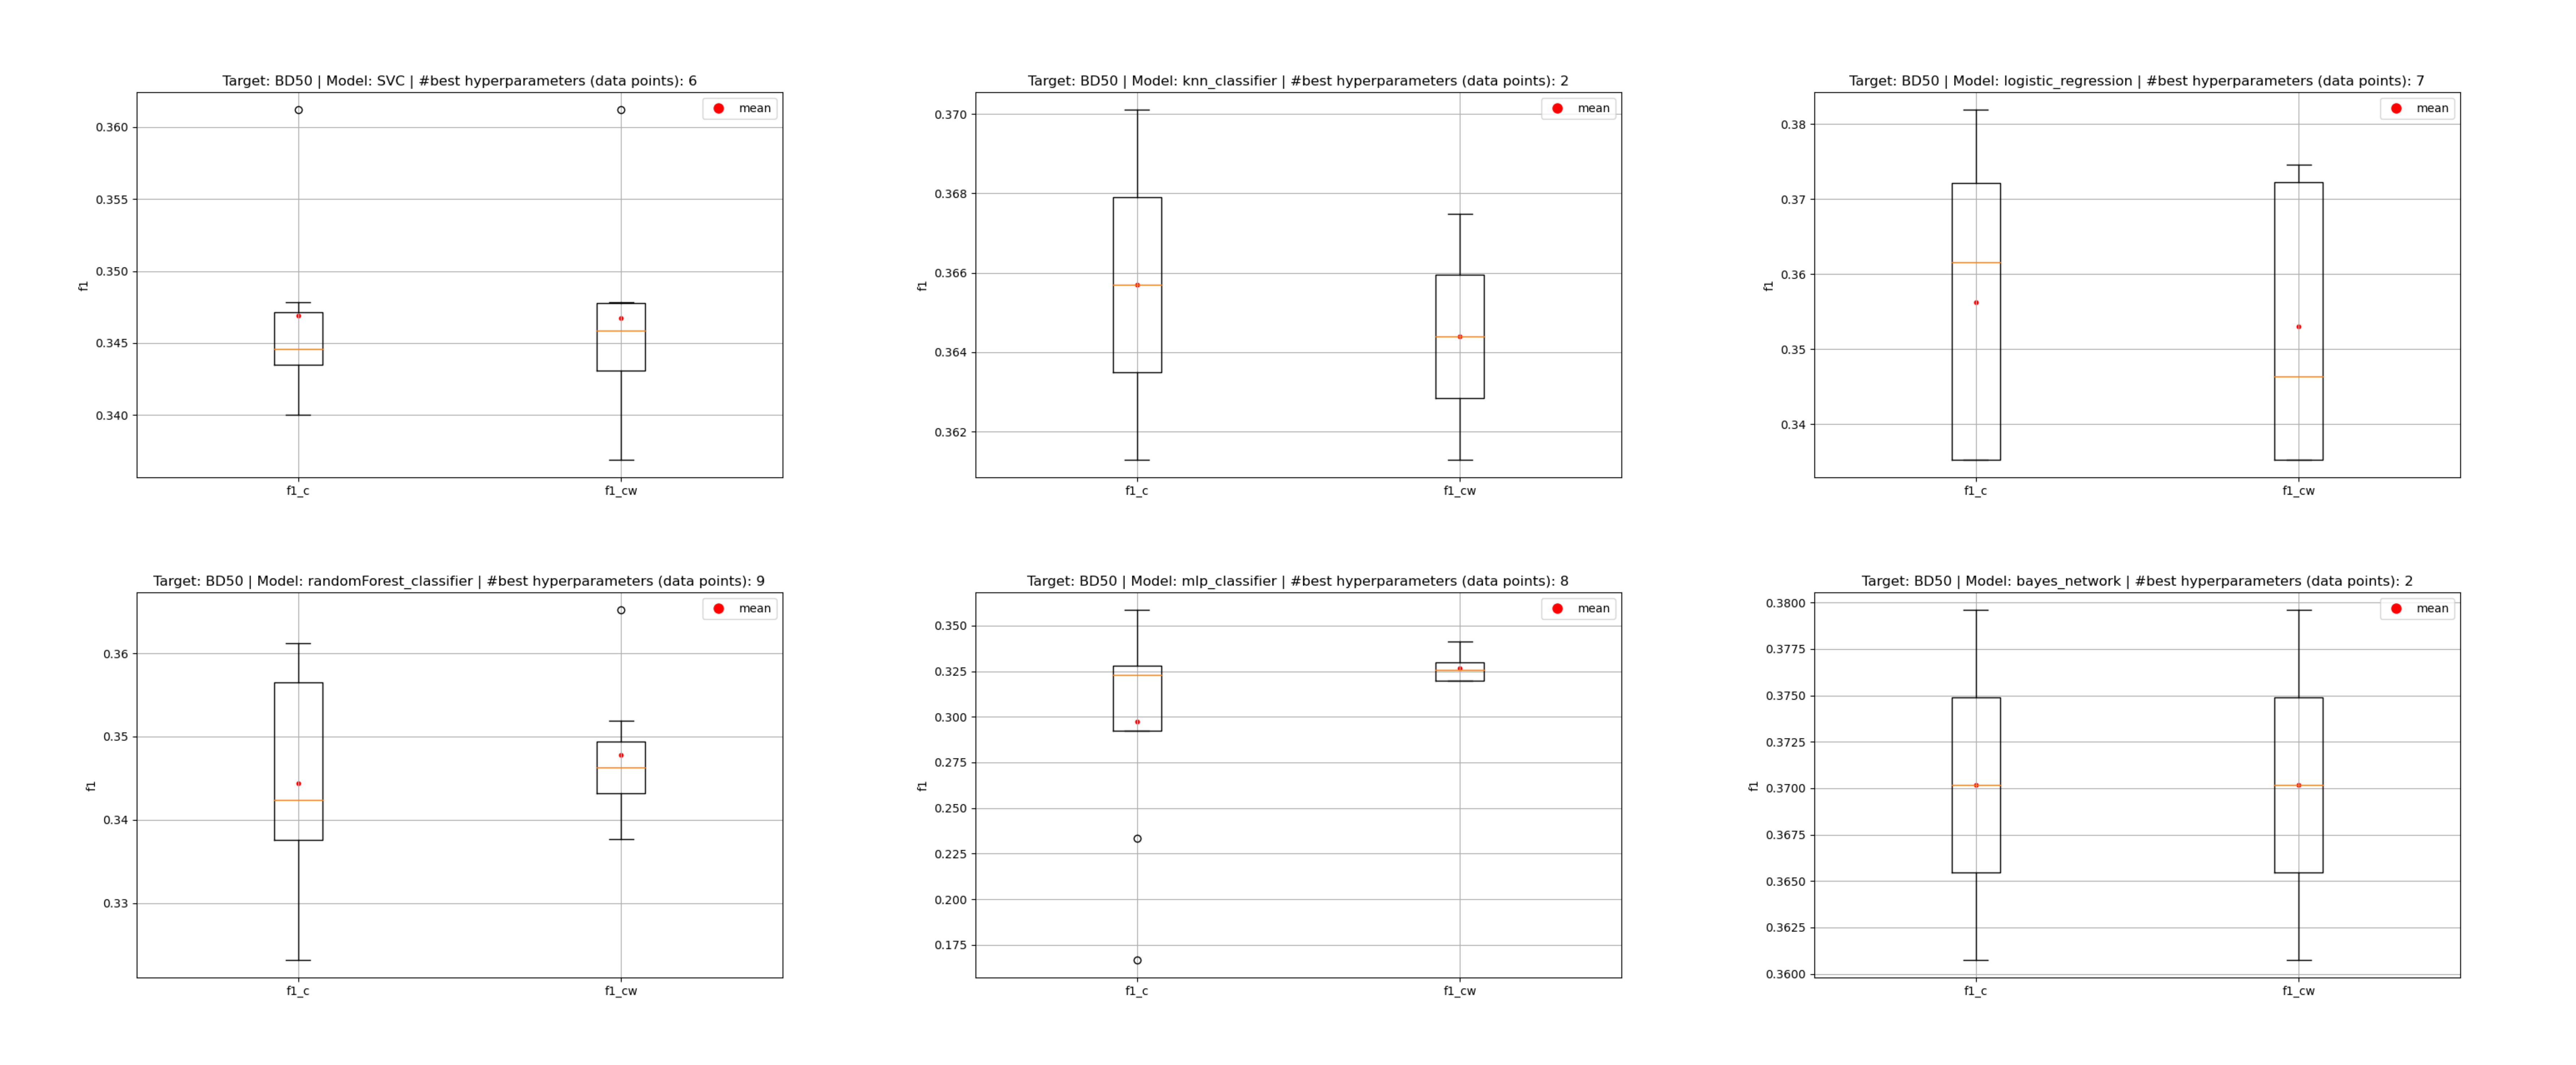 Target: BD50 | Model: SVC | #best hyperparameters (data points): 6
mean
0.360
0.355
0.350
0.345
0.340
f1
f1_c
f1_cw
Target: BD50 | Model: knn_classifier | #best hyperparameters (data points): 2
mean
0.370
0.368
0.366
0.364
0.362
f1
f1_c
f1_cw
Target: BD50 | Model: logistic_regression | #best hyperparameters (data points): 7
mean
0.38
0.37
0.36
0.35
0.34
f1
f1_c
f1_cw
Target: BD50 | Model: randomForest_classifier | #best hyperparameters (data points): 9
mean
0.36
0.35
0.34
0.33
f1
f1_c
f1_cw
Target: BD50 | Model: mlp_classifier | #best hyperparameters (data points): 8
mean
0.350
0.325
0.300
0.275
0.250
0.225
0.200
0.175
f1
f1_c
f1_cw
Target: BD50 | Model: bayes_network | #best hyperparameters (data points): 2
mean
0.3800
0.3775
0.3750
0.3725
0.3700
0.3675
0.3650
0.3625
0.3600
f1
f1_c
f1_cw